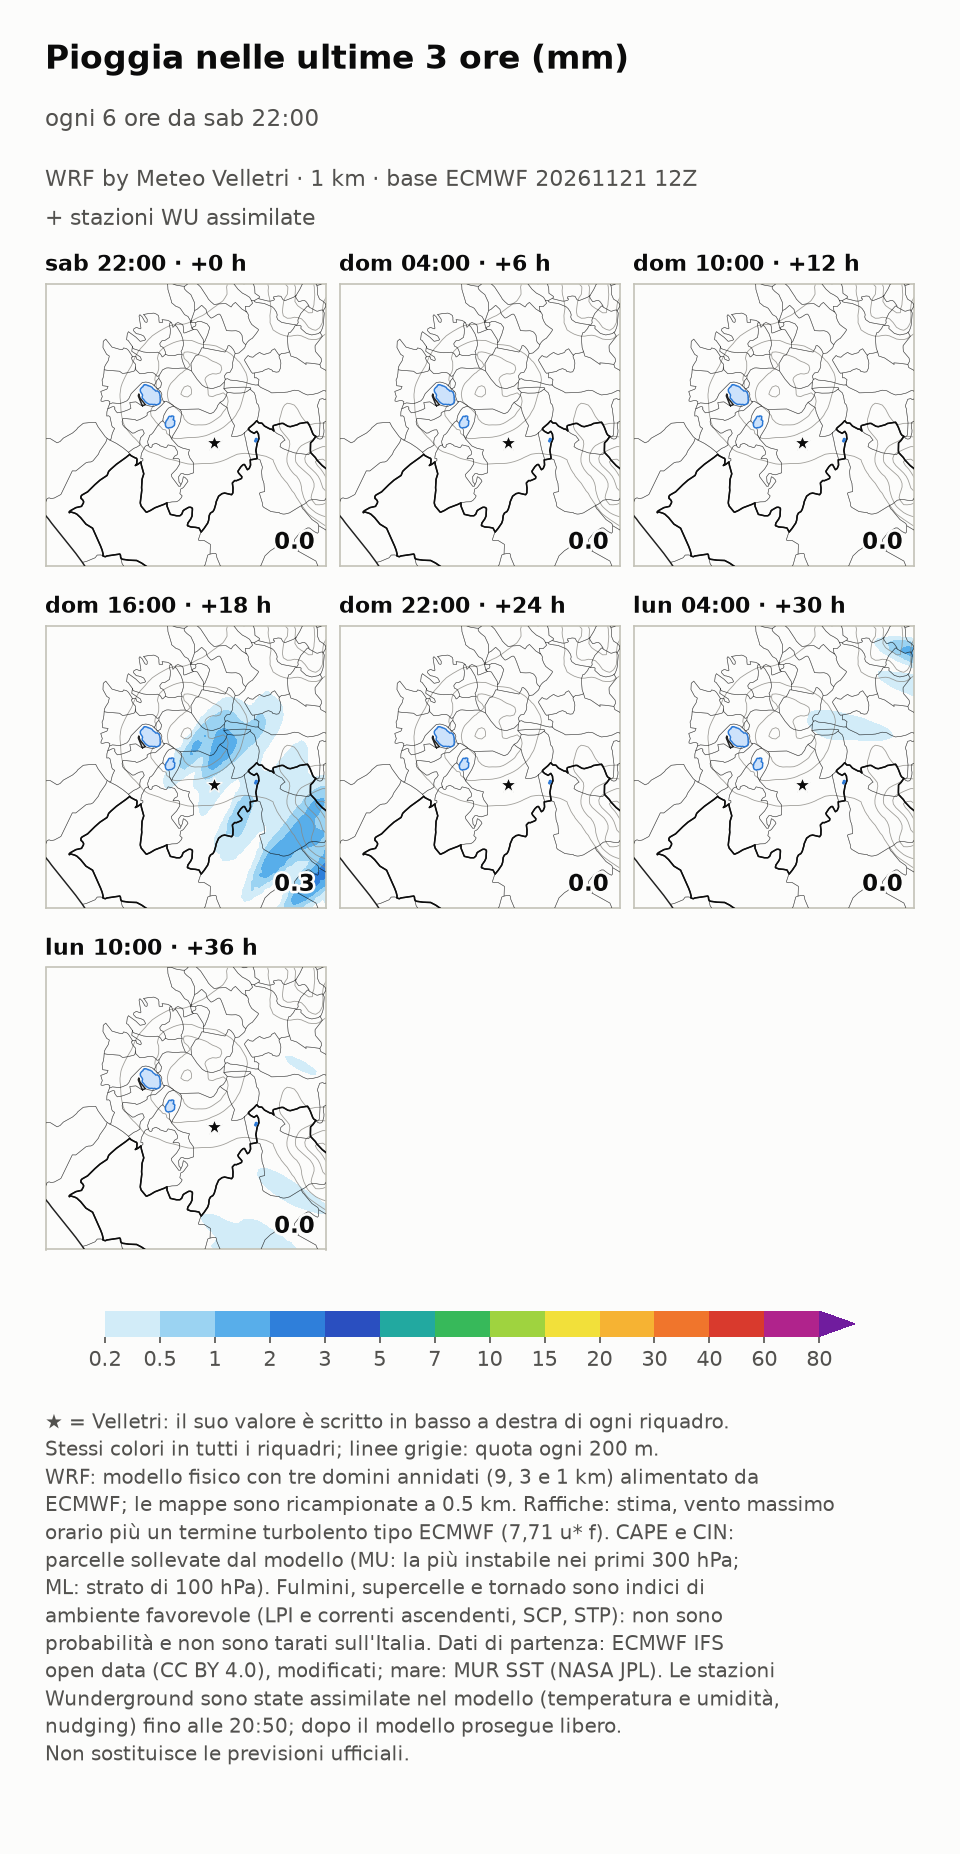 Pioggia nelle ultime 3 ore (mm)
ogni 6 ore da sab 22:00
WRF by Meteo Velletri · 1 km · base ECMWF 20261121 12Z
+ stazioni WU assimilate
sab 22:00 · +0 h
dom 04:00 · +6 h
dom 10:00 · +12 h
0.0
0.0
0.0
dom 16:00 · +18 h
dom 22:00 · +24 h
lun 04:00 · +30 h
0.3
0.0
0.0
lun 10:00 · +36 h
0.0
0.2 0.5 1 2 3 5 7 10 15 20 30 40 60 80
★ = Velletri: il suo valore è scritto in basso a destra di ogni riquadro.
Stessi colori in tutti i riquadri; linee grigie: quota ogni 200 m.
WRF: modello fisico con tre domini annidati (9, 3 e 1 km) alimentato da
ECMWF; le mappe sono ricampionate a 0.5 km. Raffiche: stima, vento massimo
orario più un termine turbolento tipo ECMWF (7,71 u* f). CAPE e CIN:
parcelle sollevate dal modello (MU: la più instabile nei primi 300 hPa;
ML: strato di 100 hPa). Fulmini, supercelle e tornado sono indici di
ambiente favorevole (LPI e correnti ascendenti, SCP, STP): non sono
probabilità e non sono tarati sull'Italia. Dati di partenza: ECMWF IFS
open data (CC BY 4.0), modificati; mare: MUR SST (NASA JPL). Le stazioni
Wunderground sono state assimilate nel modello (temperatura e umidità,
nudging) fino alle 20:50; dopo il modello prosegue libero.
Non sostituisce le previsioni ufficiali.